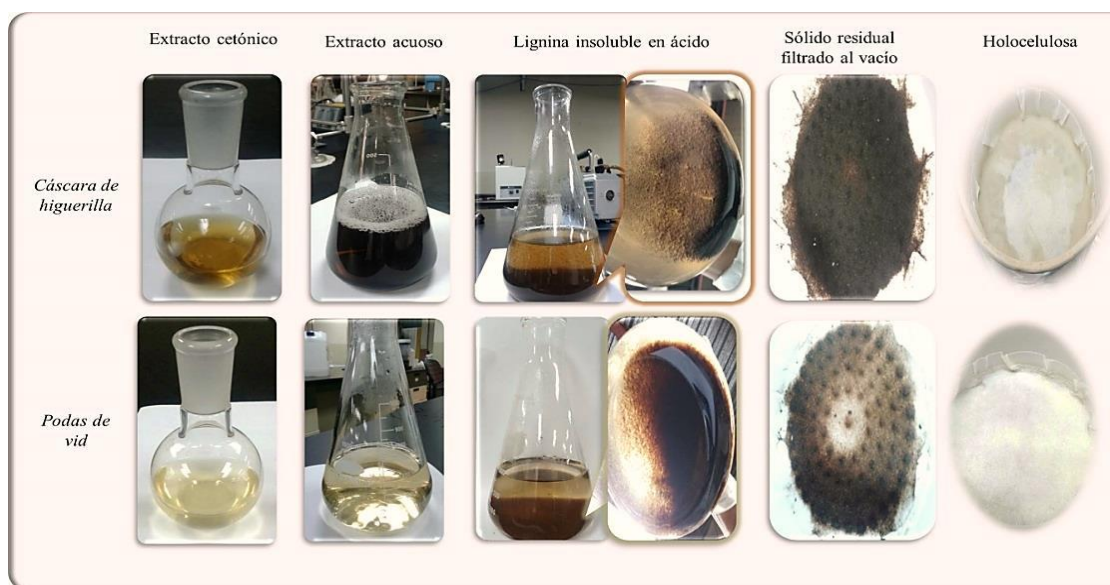 Extracto cetónico
Extracto acuoso
Lignina insoluble en ácido
Sólido residual
filtrado al vacío
Holocelulosa
Cáscara de
higuerilla
Podas de
vid